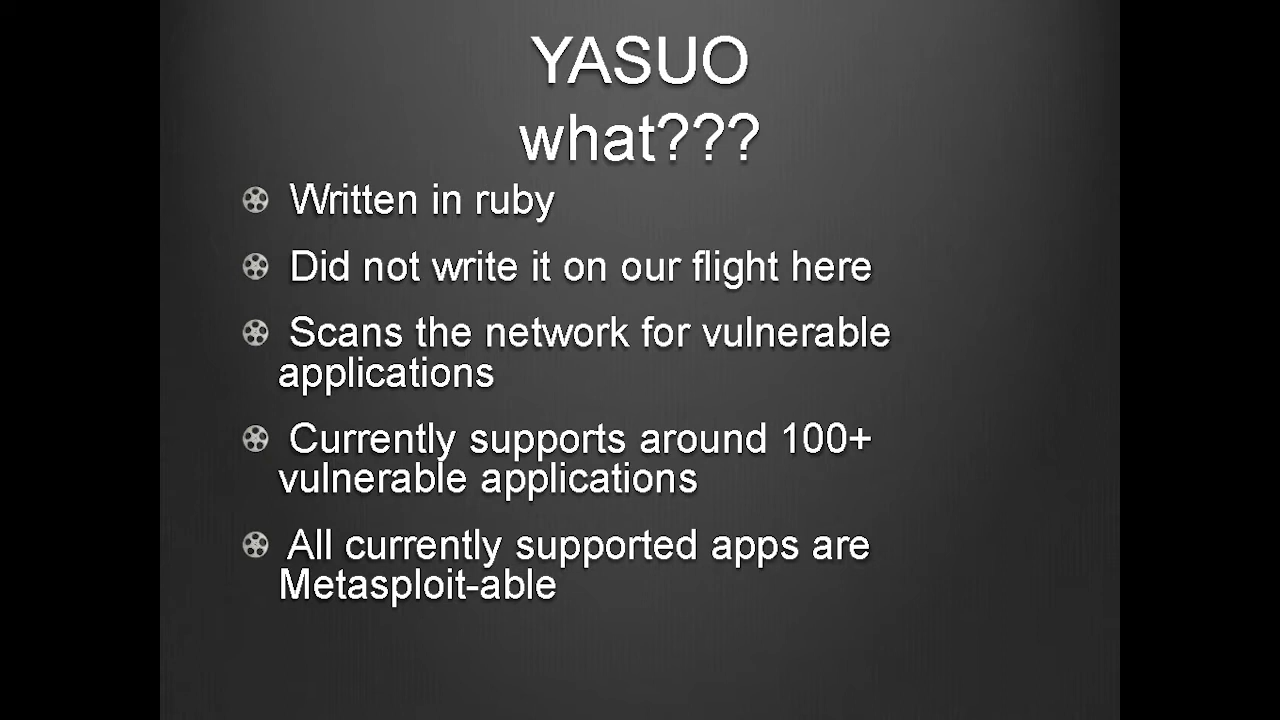 YASUO
what???
Written in ruby
Did not write it on our flight here
Scans the network for vulnerable
applications
Currently supports around 100+
vulnerable applications
All currently supported apps are
Metasploit-able